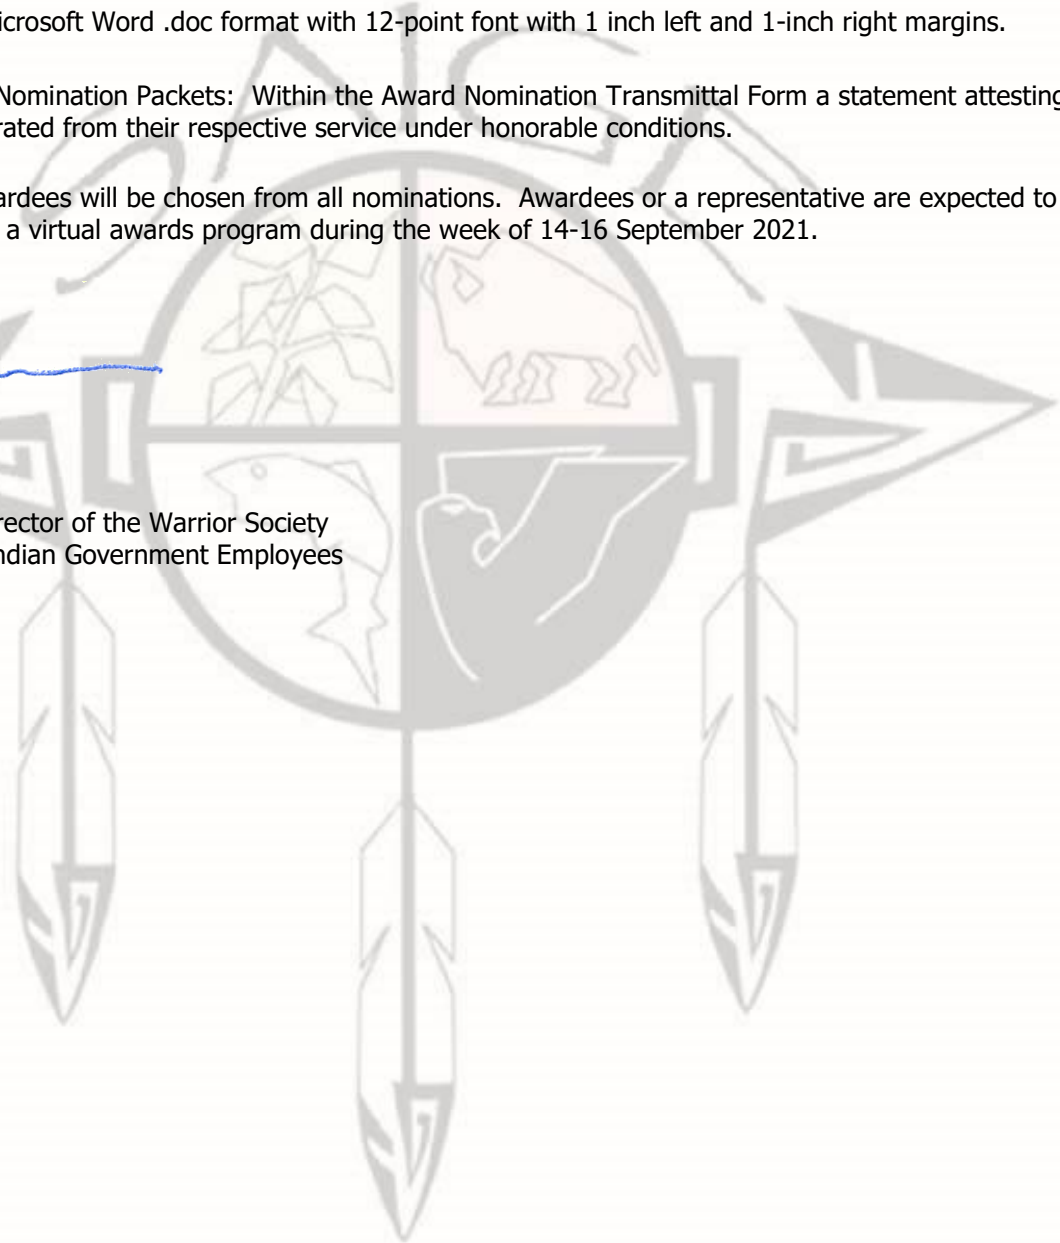 icrosoft Word .doc format with 12-point font with 1 inch left and 1-inch right margins.
Nomination Packets:  Within the Award Nomination Transmittal Form a statement attesting
rated from their respective service under honorable conditions.
ardees will be chosen from all nominations.  Awardees or a representative are expected to
a virtual awards program during the week of 14-16 September 2021.
SAIGE
rector of the Warrior Society
ndian Government Employees